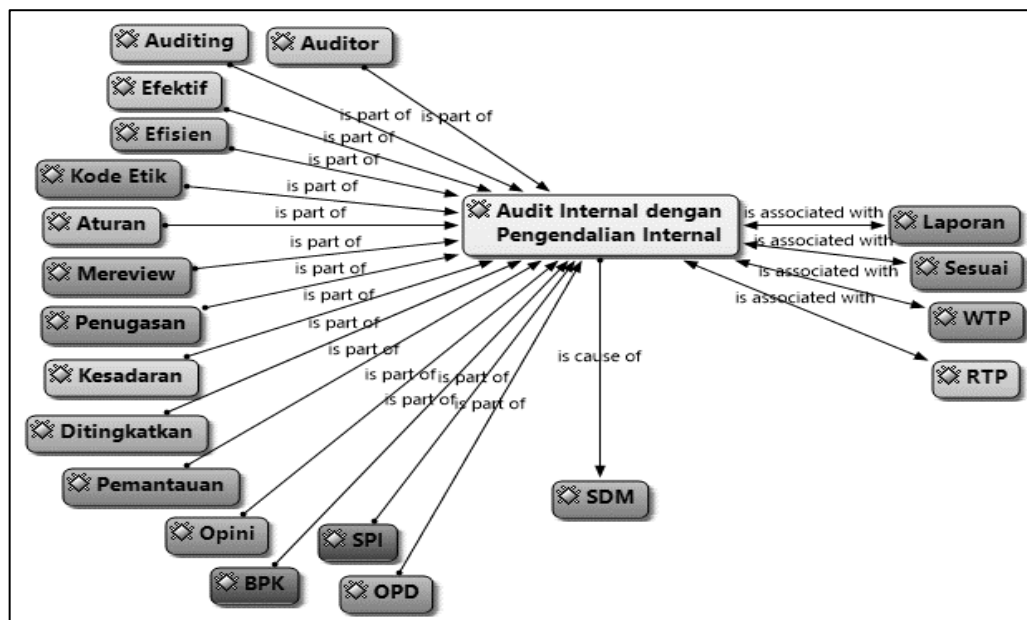 Auditing
Auditor
Efektif
Efisien
Kode Etik
Aturan
Mereview
Penugasan
Kesadaran
Ditingkatkan
Pemantauan
Opini
BPK
SPI
OPD
is part of
is part of
is part of
is part of
is part of
is part of
is part of
is part of
is part of
is part of
is part of
is part of
is part of
is part of
Audit Internal dengan
Pengendalian Internal
is associated with
is associated with
is associated with
is associated with
Laporan
Sesuai
WTP
RTP
is cause of
SDM